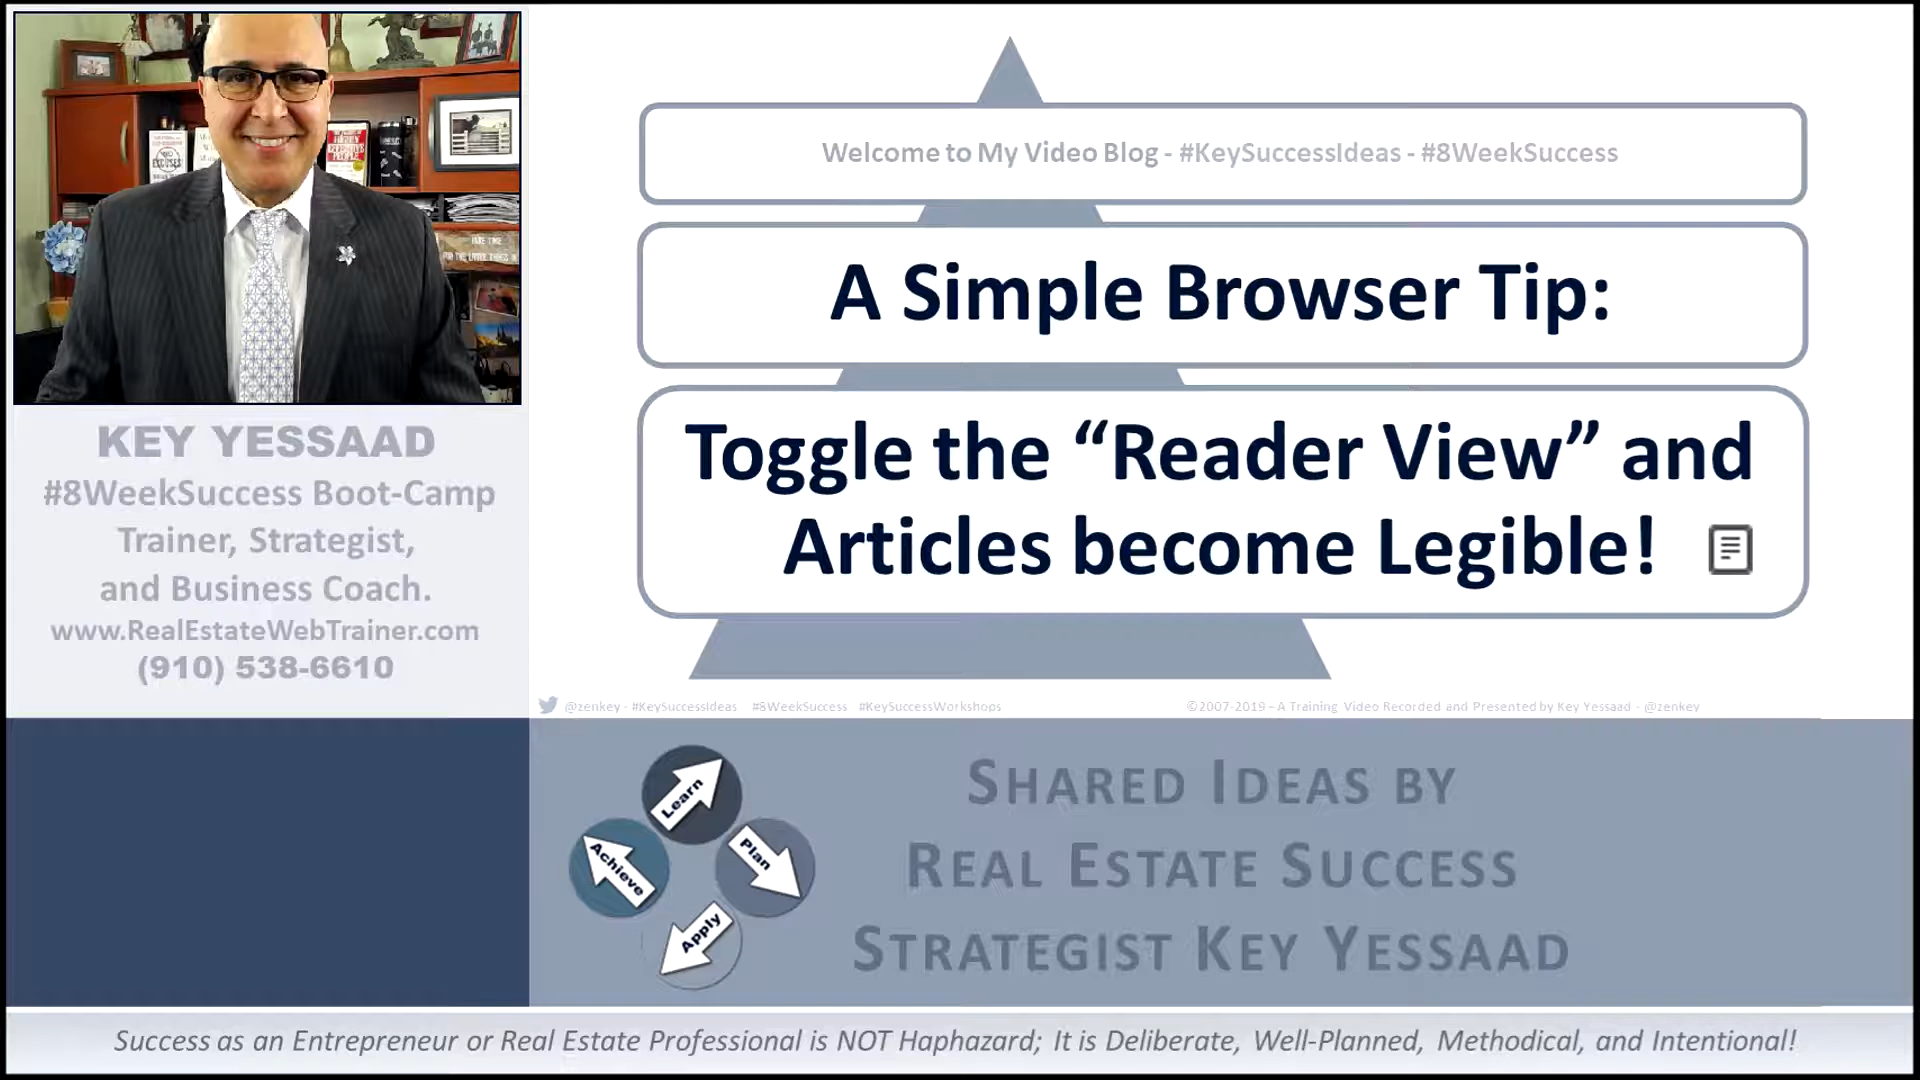 KEY YESSAAD
#8WeekSuccess Boot-Camp
Trainer, Strategist,
and Business Coach.
www.RealEstateWebTrainer.com
(910) 538-6610
Welcome to My Video Blog - #KeySuccessIdeas - #8WeekSuccess
A Simple Browser Tip:
Toggle the “Reader View” and
Articles become Legible!
@zenkey - #KeySuccessIdeas #8WeekSuccess #KeySuccessWorkshops
©2007-2019 – A Training Video Recorded and Presented by Key Yessaad - @zenkey
Learn
Plan
Apply
Achieve
SHARED IDEAS BY
REAL ESTATE SUCCESS
STRATEGIST KEY YESSAAD
Success as an Entrepreneur or Real Estate Professional is NOT Haphazard; It is Deliberate, Well-Planned, Methodical, and Intentional!